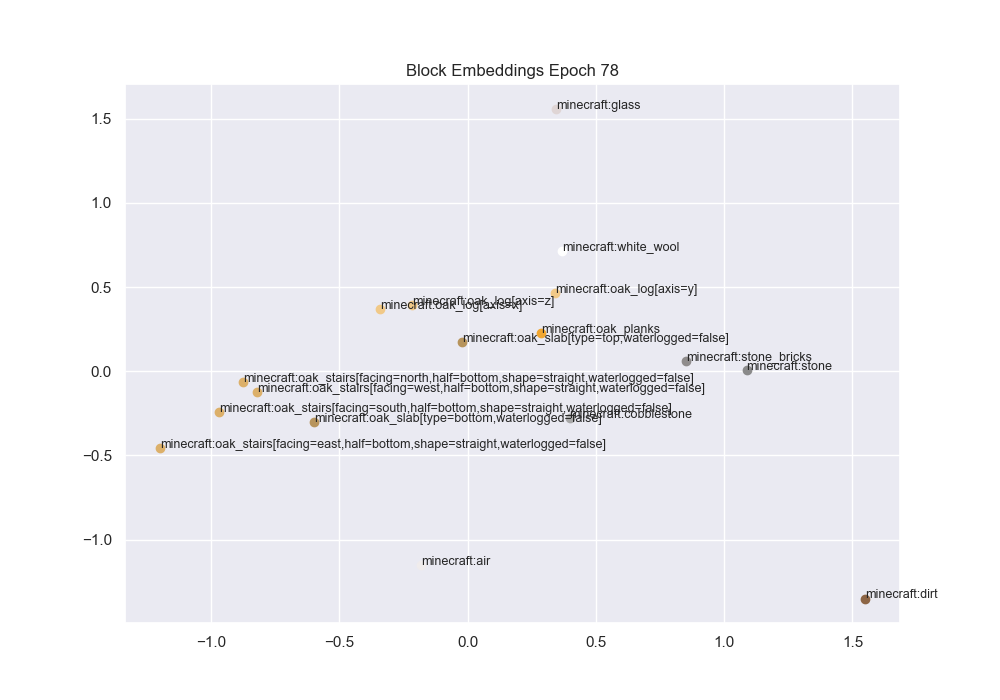 Block Embeddings Epoch 78
1.5
1.0
0.5
0.0
−0.5
−1.0
minecraft:glass
minecraft:white_wool
minecraft:oak_log[axis=y]
minecraft:oak_log[axis=z]
minecraft:oak_log[axis=x]
minecraft:oak_planks
minecraft:oak_slab[type=top,waterlogged=false]
minecraft:stone_bricks
minecraft:stone
minecraft:oak_stairs[facing=north,half=bottom,shape=straight,waterlogged=false]
minecraft:oak_stairs[facing=west,half=bottom,shape=straight,waterlogged=false]
minecraft:oak_stairs[facing=south,half=bottom,shape=straight,waterlogged=false]
minecraft:cobblestone
minecraft:oak_slab[type=bottom,waterlogged=false]
minecraft:oak_stairs[facing=east,half=bottom,shape=straight,waterlogged=false]
minecraft:air
minecraft:dirt
−1.0 −0.5 0.0 0.5 1.0 1.5